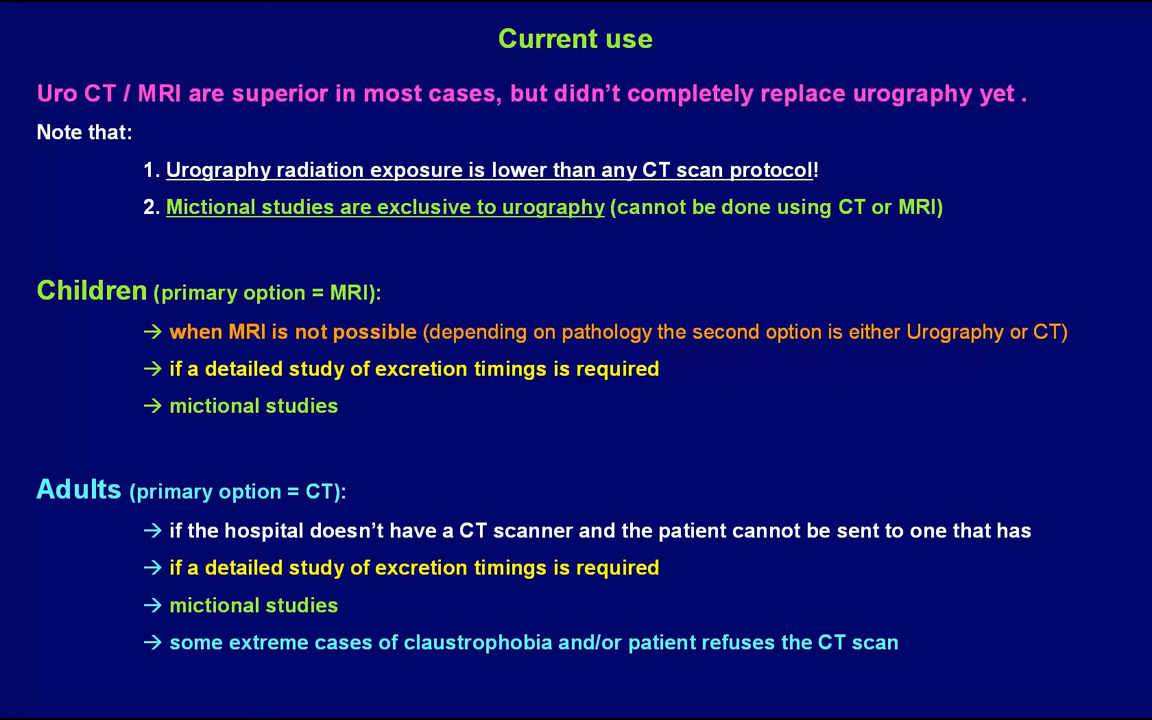 Current use
Uro CT / MRI are superior in most cases, but didn’t completely replace urography yet .
Note that:
1. Urography radiation exposure is lower than any CT scan protocol!
2. Mictional studies are exclusive to urography (cannot be done using CT or MRI)
Children (primary option = MRI):
→ when MRI is not possible (depending on pathology the second option is either Urography or CT)
→ if a detailed study of excretion timings is required
→ mictional studies
Adults (primary option = CT):
→ if the hospital doesn’t have a CT scanner and the patient cannot be sent to one that has
→ if a detailed study of excretion timings is required
→ mictional studies
→ some extreme cases of claustrophobia and/or patient refuses the CT scan